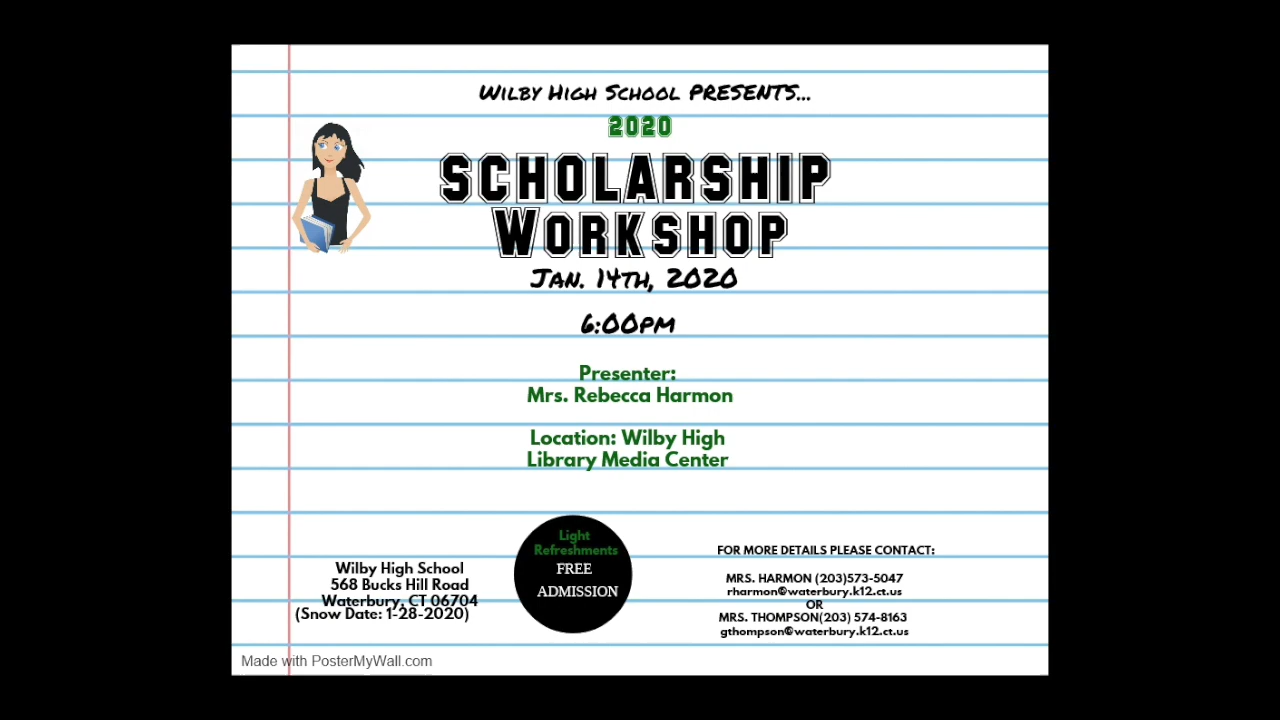 Wilby High School PRESENTS...
2020
SCHOLARSHIP
WORKSHOP
Jan. 14th, 2020
6:00pm
Presenter:
Mrs. Rebecca Harmon
Location: Wilby High
Library Media Center
Light
Refreshments
FREE
ADMISSION
Wilby High School
568 Bucks Hill Road
Waterbury, CT 06704
(Snow Date: 1-28-2020)
FOR MORE DETAILS PLEASE CONTACT:
MRS. HARMON (203)573-5047
rharmon@waterbury.k12.ct.us
OR
MRS. THOMPSON(203) 574-8163
gthompson@waterbury.k12.ct.us
Made with PosterMyWall.com